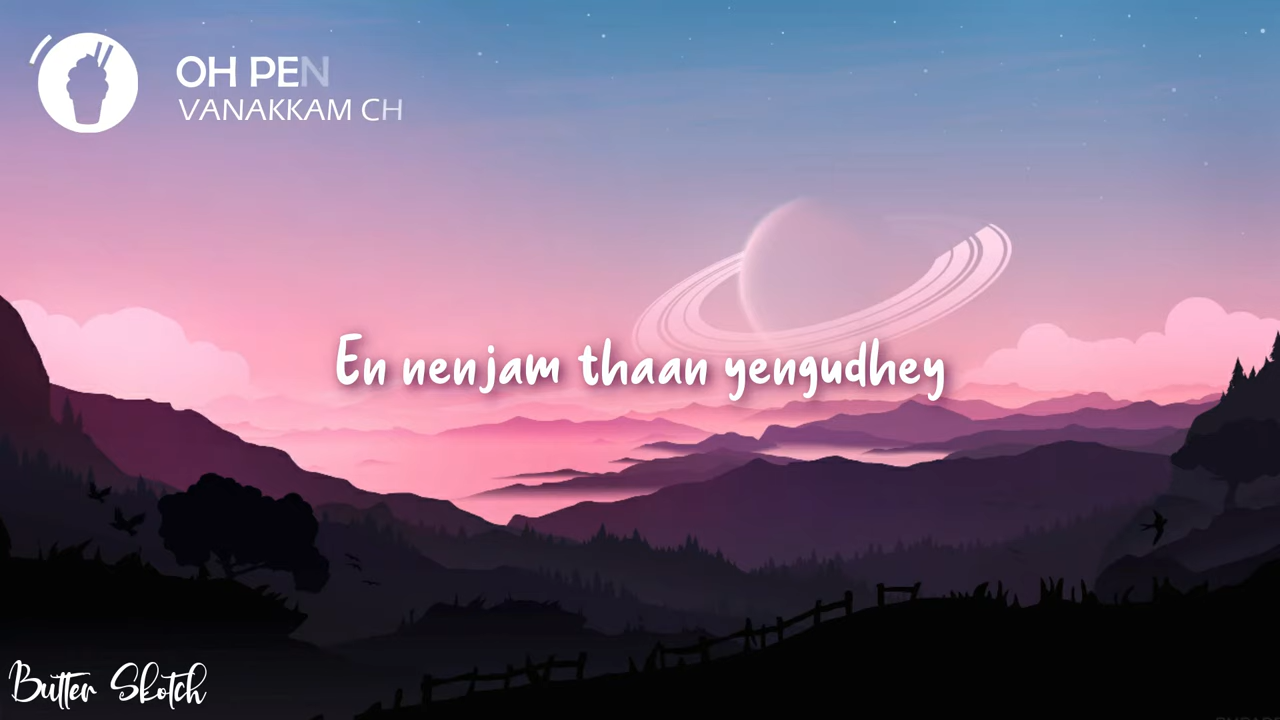 OH PEN
VANAKKAM CH
En nenjam thaan yengudhey
Butter Skotch